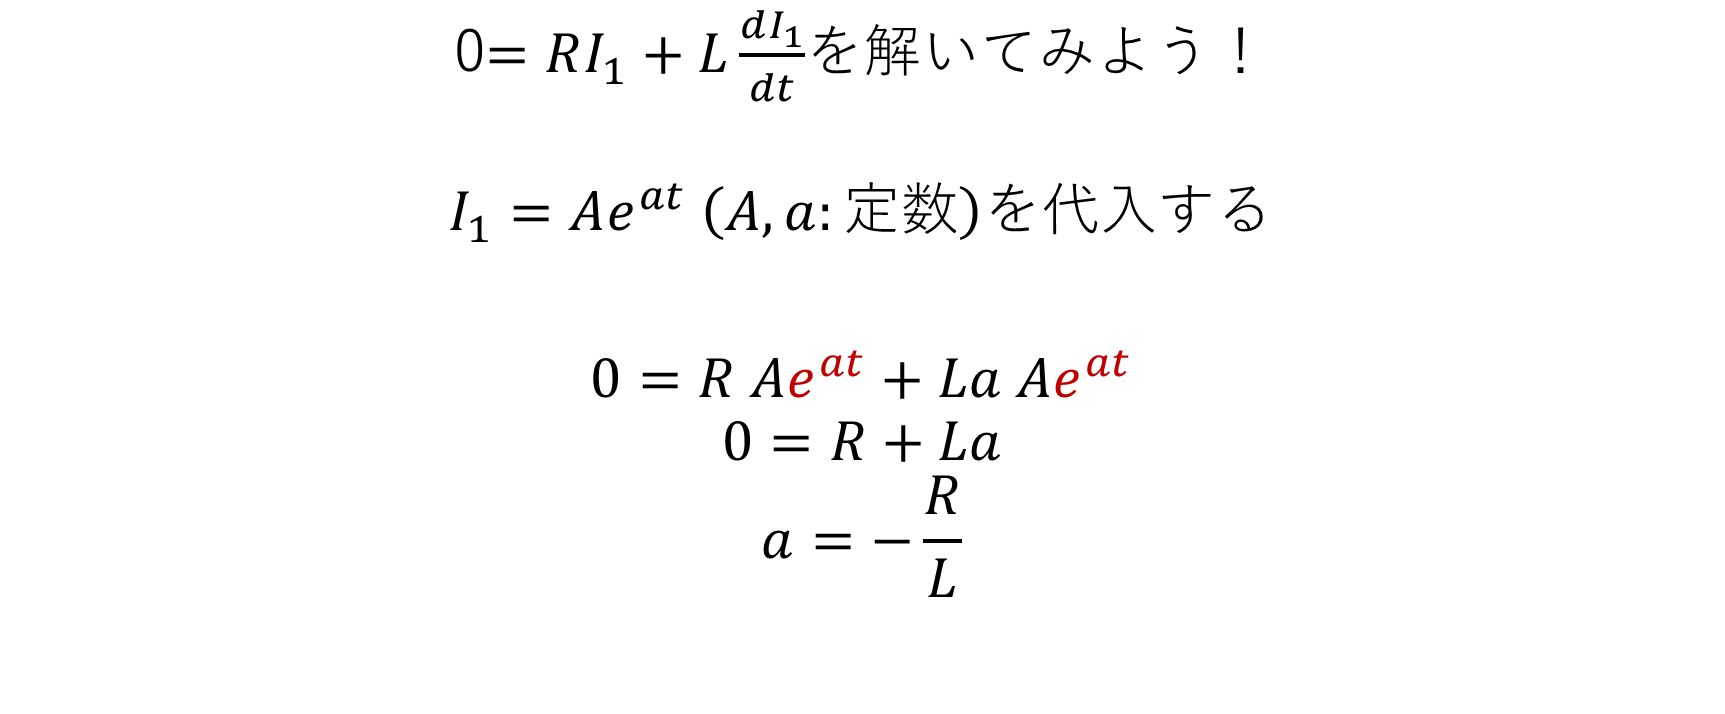 0= RI₁ + L dI₁/dt を解いてみよう！
I₁ = Ae^{at} (A, a: 定数)を代入する
0 = R Ae^{at} + La Ae^{at}
0 = R + La
a = − R/L